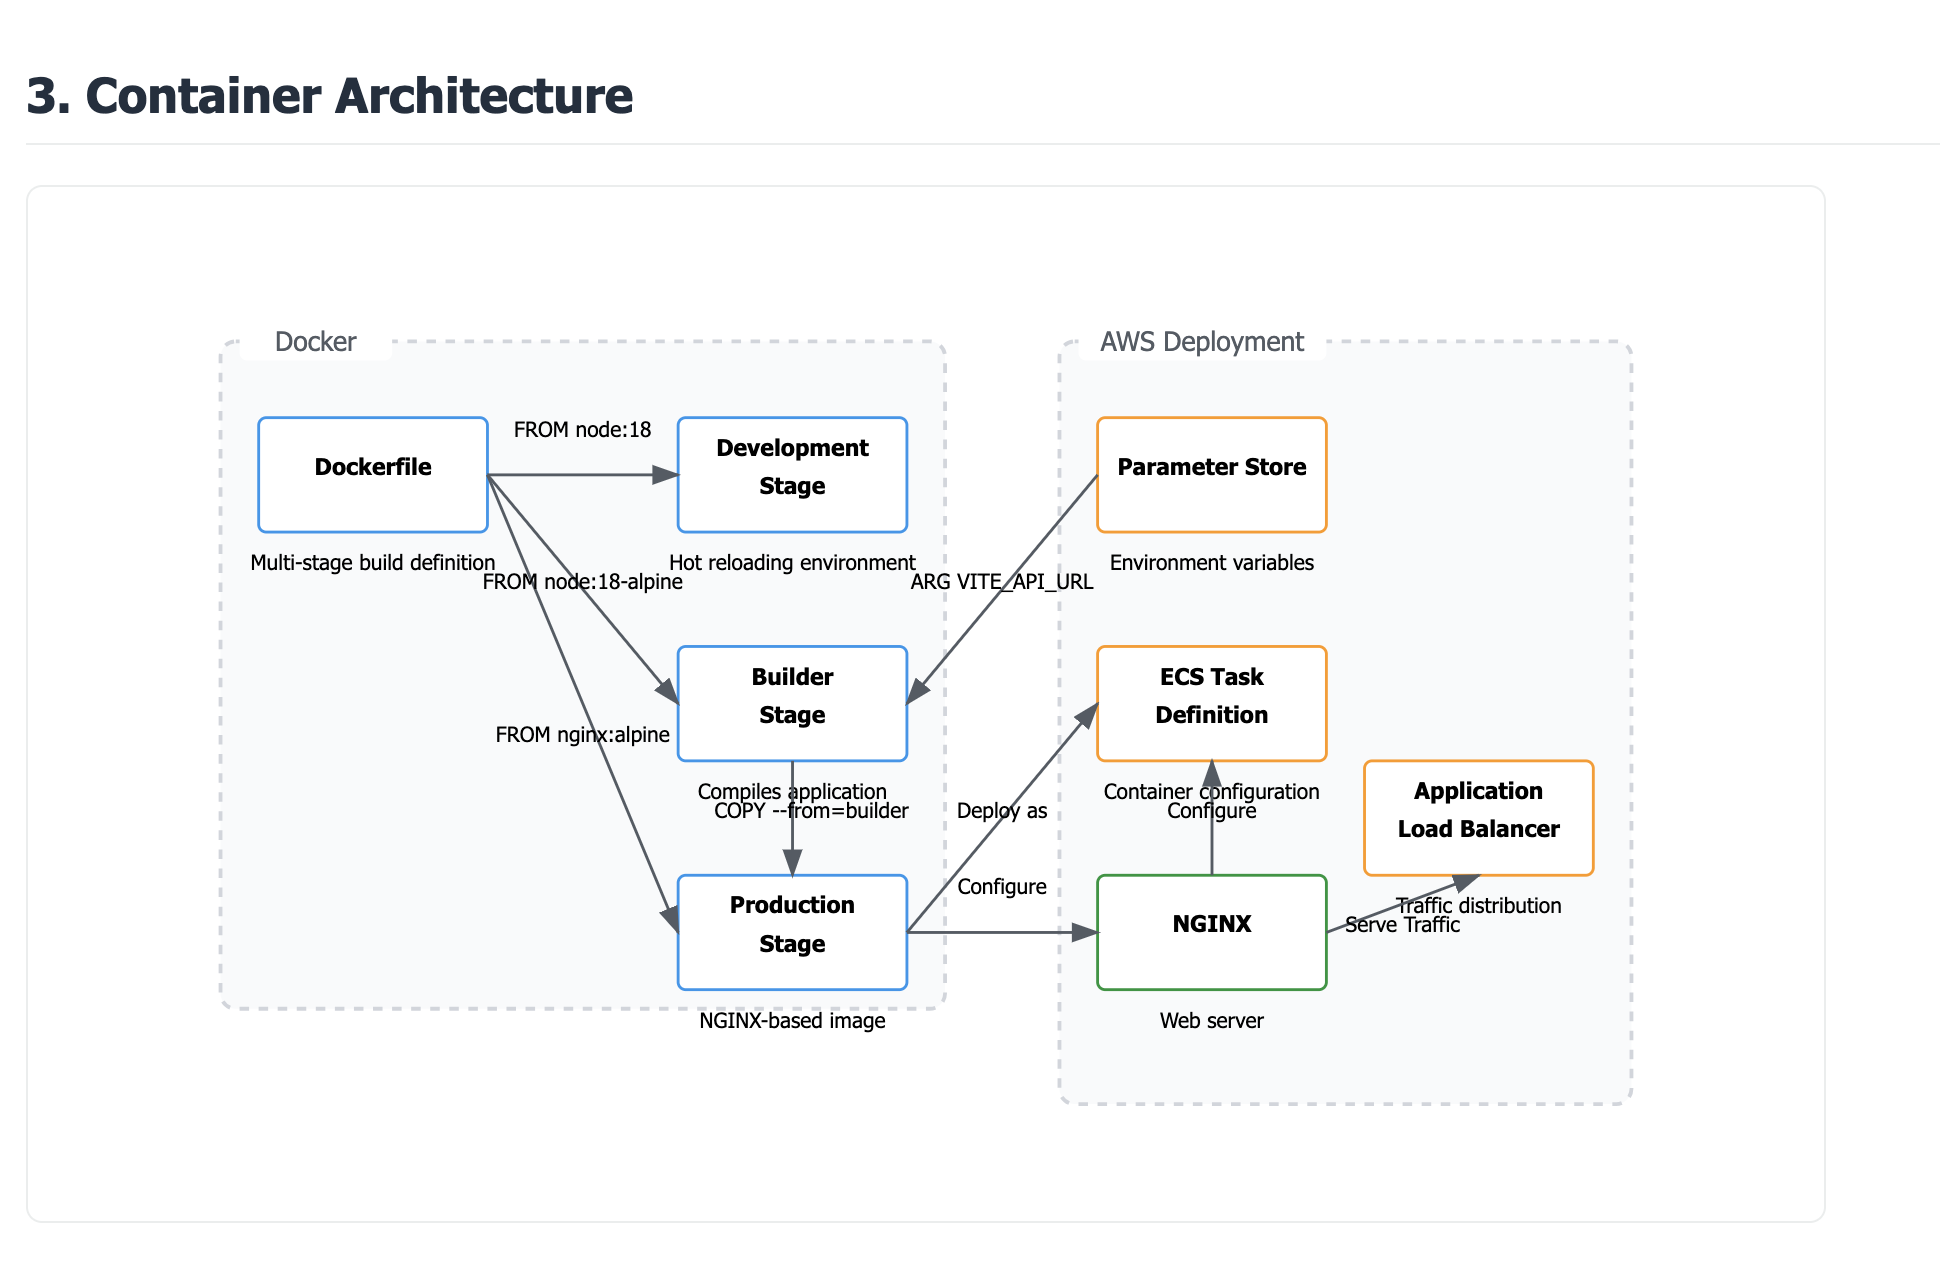 3. Container Architecture
Docker
AWS Deployment
FROM node:18
Dockerfile
Development
Stage
Parameter Store
Multi-stage build definition
Hot reloading environment
Environment variables
FROM node:18-alpine
ARG VITE_API_URL
Builder
Stage
ECS Task
Definition
FROM nginx:alpine
Compiles application
COPY --from=builder
Deploy as
Container configuration
Configure
Application
Load Balancer
Configure
Production
Stage
NGINX
Traffic distribution
Serve Traffic
NGINX-based image
Web server